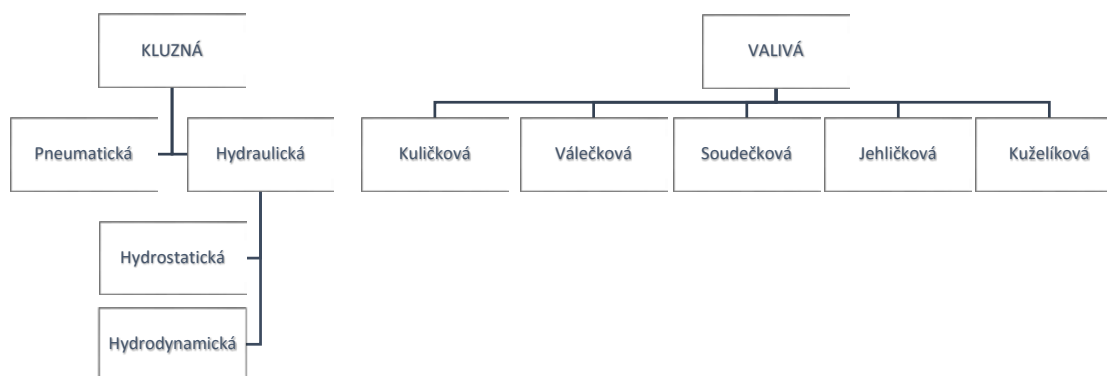 KLUZNÁ
Pneumatická
Hydraulická
Hydrostatická
Hydrodynamická
VALIVÁ
Kuličková
Válečková
Soudečková
Jehličková
Kuželíková